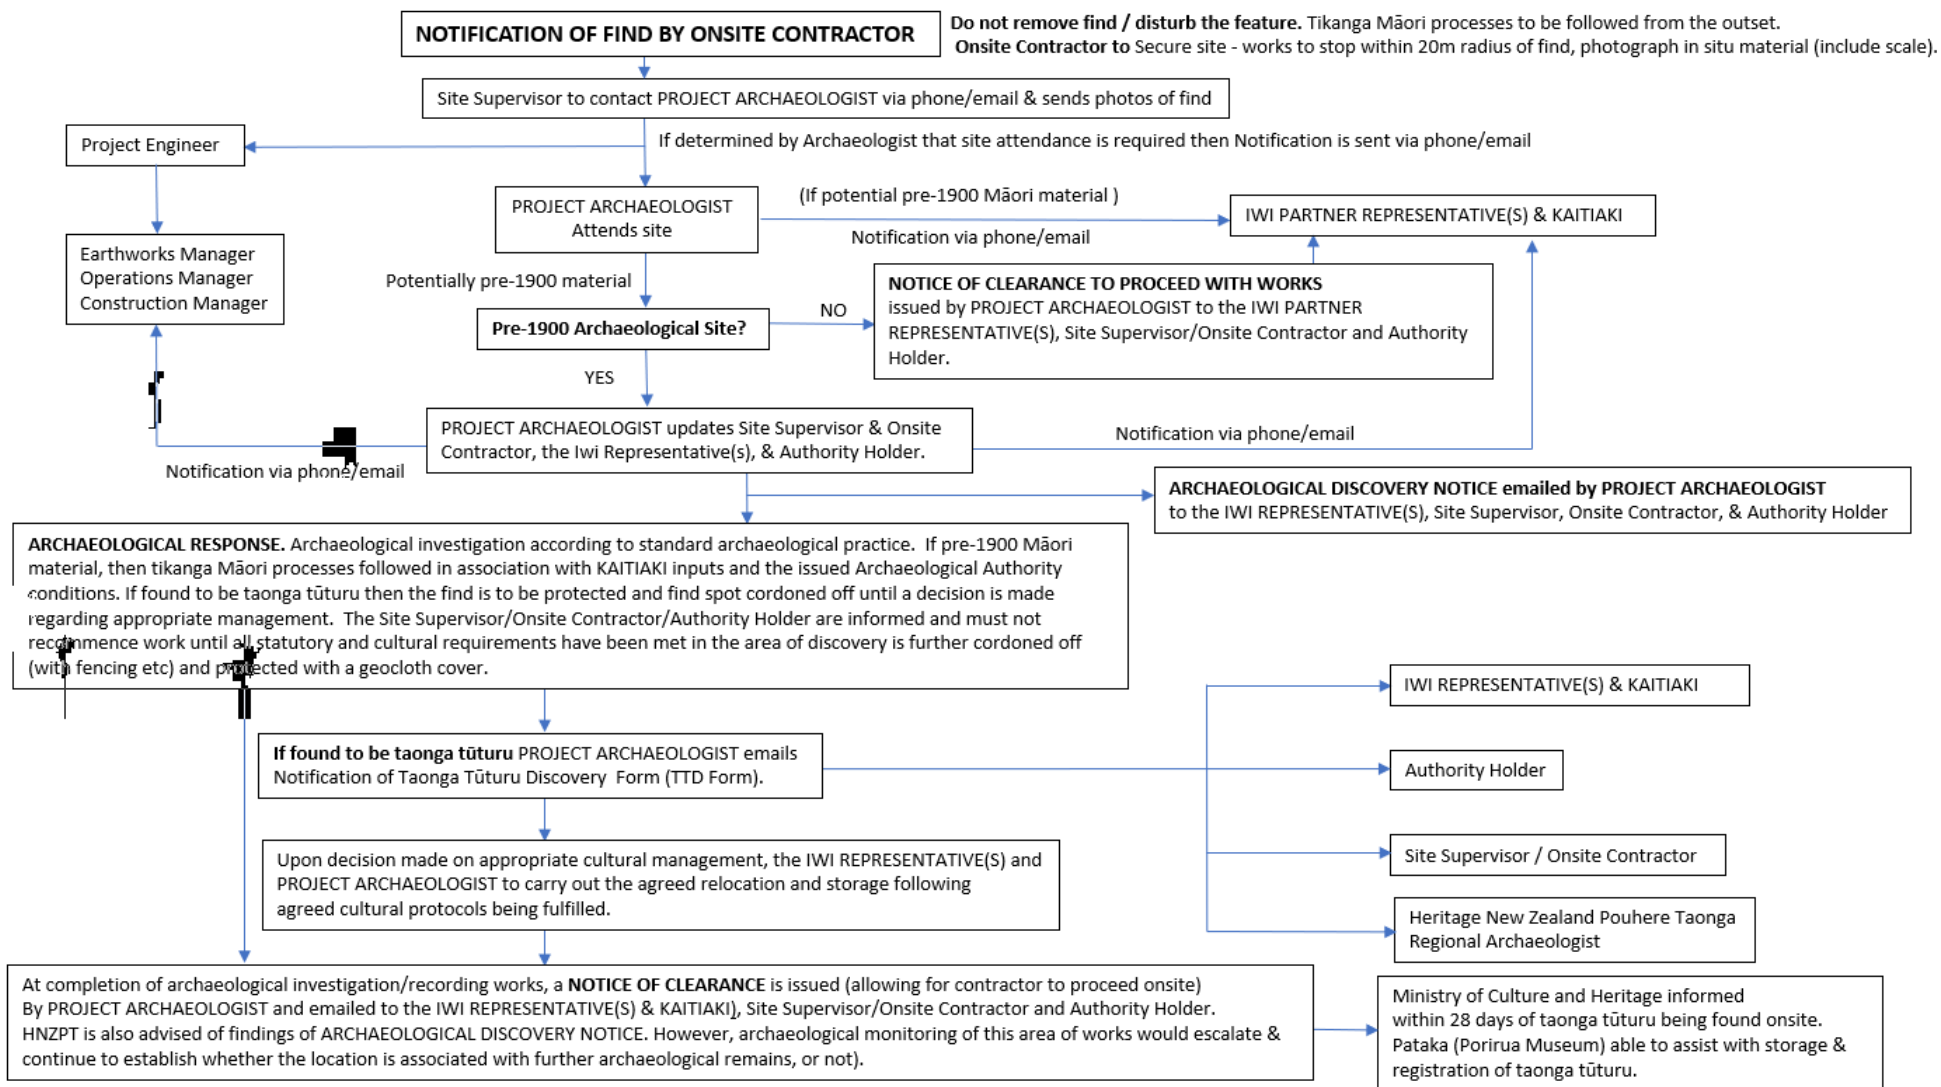 NOTIFICATION OF FIND BY ONSITE CONTRACTOR
Do not remove find / disturb the feature. Tikanga Māori processes to be followed from the outset.
Onsite Contractor to Secure site - works to stop within 20m radius of find, photograph in situ material (include scale).
Site Supervisor to contact PROJECT ARCHAEOLOGIST via phone/email & sends photos of find
Project Engineer
If determined by Archaeologist that site attendance is required then Notification is sent via phone/email
PROJECT ARCHAEOLOGIST
Attends site
(If potential pre-1900 Māori material )
Notification via phone/email
IWI PARTNER REPRESENTATIVE(S) & KAITIAKI
Earthworks Manager
Operations Manager
Construction Manager
Potentially pre-1900 material
NOTICE OF CLEARANCE TO PROCEED WITH WORKS
issued by PROJECT ARCHAEOLOGIST to the IWI PARTNER
REPRESENTATIVE(S), Site Supervisor/Onsite Contractor and Authority
Holder.
Pre-1900 Archaeological Site?
NO
YES
PROJECT ARCHAEOLOGIST updates Site Supervisor & Onsite
Contractor, the Iwi Representative(s), & Authority Holder.
Notification via phone/email
Notification via phone/email
ARCHAEOLOGICAL DISCOVERY NOTICE emailed by PROJECT ARCHAEOLOGIST
to the IWI REPRESENTATIVE(S), Site Supervisor, Onsite Contractor, & Authority Holder
ARCHAEOLOGICAL RESPONSE. Archaeological investigation according to standard archaeological practice. If pre-1900 Māori
material, then tikanga Māori processes followed in association with KAITIAKI inputs and the issued Archaeological Authority
conditions. If found to be taonga tūturu then the find is to be protected and find spot cordoned off until a decision is made
regarding appropriate management. The Site Supervisor/Onsite Contractor/Authority Holder are informed and must not
recommence work until all statutory and cultural requirements have been met in the area of discovery is further cordoned off
(with fencing etc) and protected with a geocloth cover.
IWI REPRESENTATIVE(S) & KAITIAKI
If found to be taonga tūturu PROJECT ARCHAEOLOGIST emails
Notification of Taonga Tūturu Discovery Form (TTD Form).
Authority Holder
Upon decision made on appropriate cultural management, the IWI REPRESENTATIVE(S) and
PROJECT ARCHAEOLOGIST to carry out the agreed relocation and storage following
agreed cultural protocols being fulfilled.
Site Supervisor / Onsite Contractor
Heritage New Zealand Pouhere Taonga
Regional Archaeologist
At completion of archaeological investigation/recording works, a NOTICE OF CLEARANCE is issued (allowing for contractor to proceed onsite)
By PROJECT ARCHAEOLOGIST and emailed to the IWI REPRESENTATIVE(S) & KAITIAKI), Site Supervisor/Onsite Contractor and Authority Holder.
HNZPT is also advised of findings of ARCHAEOLOGICAL DISCOVERY NOTICE. However, archaeological monitoring of this area of works would escalate &
continue to establish whether the location is associated with further archaeological remains, or not).
Ministry of Culture and Heritage informed
within 28 days of taonga tūturu being found onsite.
Pataka (Porirua Museum) able to assist with storage &
registration of taonga tūturu.